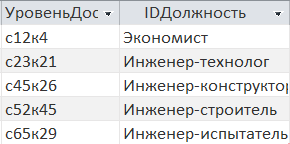 УровеньДос IDДолжность
с12к4 Экономист
с23к21 Инженер-технолог
с45к26 Инженер-конструктор
с52к45 Инженер-строитель
с65к29 Инженер-испытатель